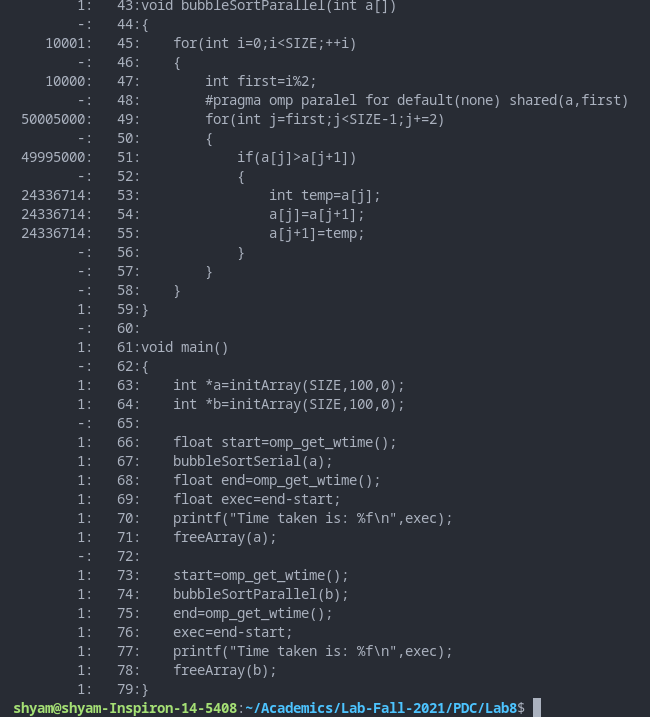 1:   43:void bubbleSortParallel(int a[])
        -:   44:{
    10001:   45:    for(int i=0;i<SIZE;++i)
        -:   46:    {
    10000:   47:        int first=i%2;
        -:   48:        #pragma omp paralel for default(none) shared(a,first)
 50005000:   49:        for(int j=first;j<SIZE-1;j+=2)
        -:   50:        {
 49995000:   51:            if(a[j]>a[j+1])
        -:   52:            {
 24336714:   53:                int temp=a[j];
 24336714:   54:                a[j]=a[j+1];
 24336714:   55:                a[j+1]=temp;
        -:   56:            }
        -:   57:        }
        -:   58:    }
        1:   59:}
        -:   60:
        1:   61:void main()
        -:   62:{
        1:   63:    int *a=initArray(SIZE,100,0);
        1:   64:    int *b=initArray(SIZE,100,0);
        -:   65:
        1:   66:    float start=omp_get_wtime();
        1:   67:    bubbleSortSerial(a);
        1:   68:    float end=omp_get_wtime();
        1:   69:    float exec=end-start;
        1:   70:    printf("Time taken is: %f\n",exec);
        1:   71:    freeArray(a);
        -:   72:
        1:   73:    start=omp_get_wtime();
        1:   74:    bubbleSortParallel(b);
        1:   75:    end=omp_get_wtime();
        1:   76:    exec=end-start;
        1:   77:    printf("Time taken is: %f\n",exec);
        1:   78:    freeArray(b);
        1:   79:}
shyam@shyam-Inspiron-14-5408:~/Academics/Lab-Fall-2021/PDC/Lab8$